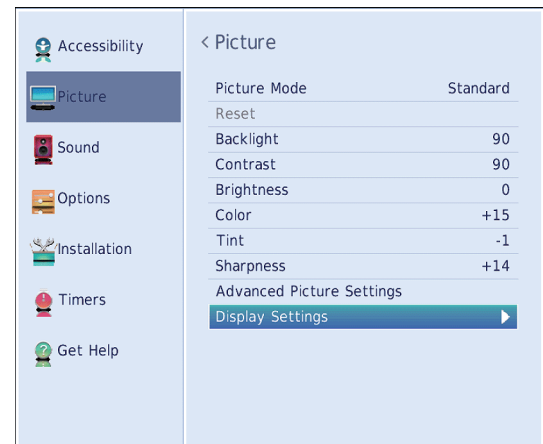 Accessibility
Picture
Sound
Options
Installation
Timers
Get Help
< Picture
Picture Mode Standard
Reset
Backlight 90
Contrast 90
Brightness 0
Color +15
Tint -1
Sharpness +14
Advanced Picture Settings
Display Settings